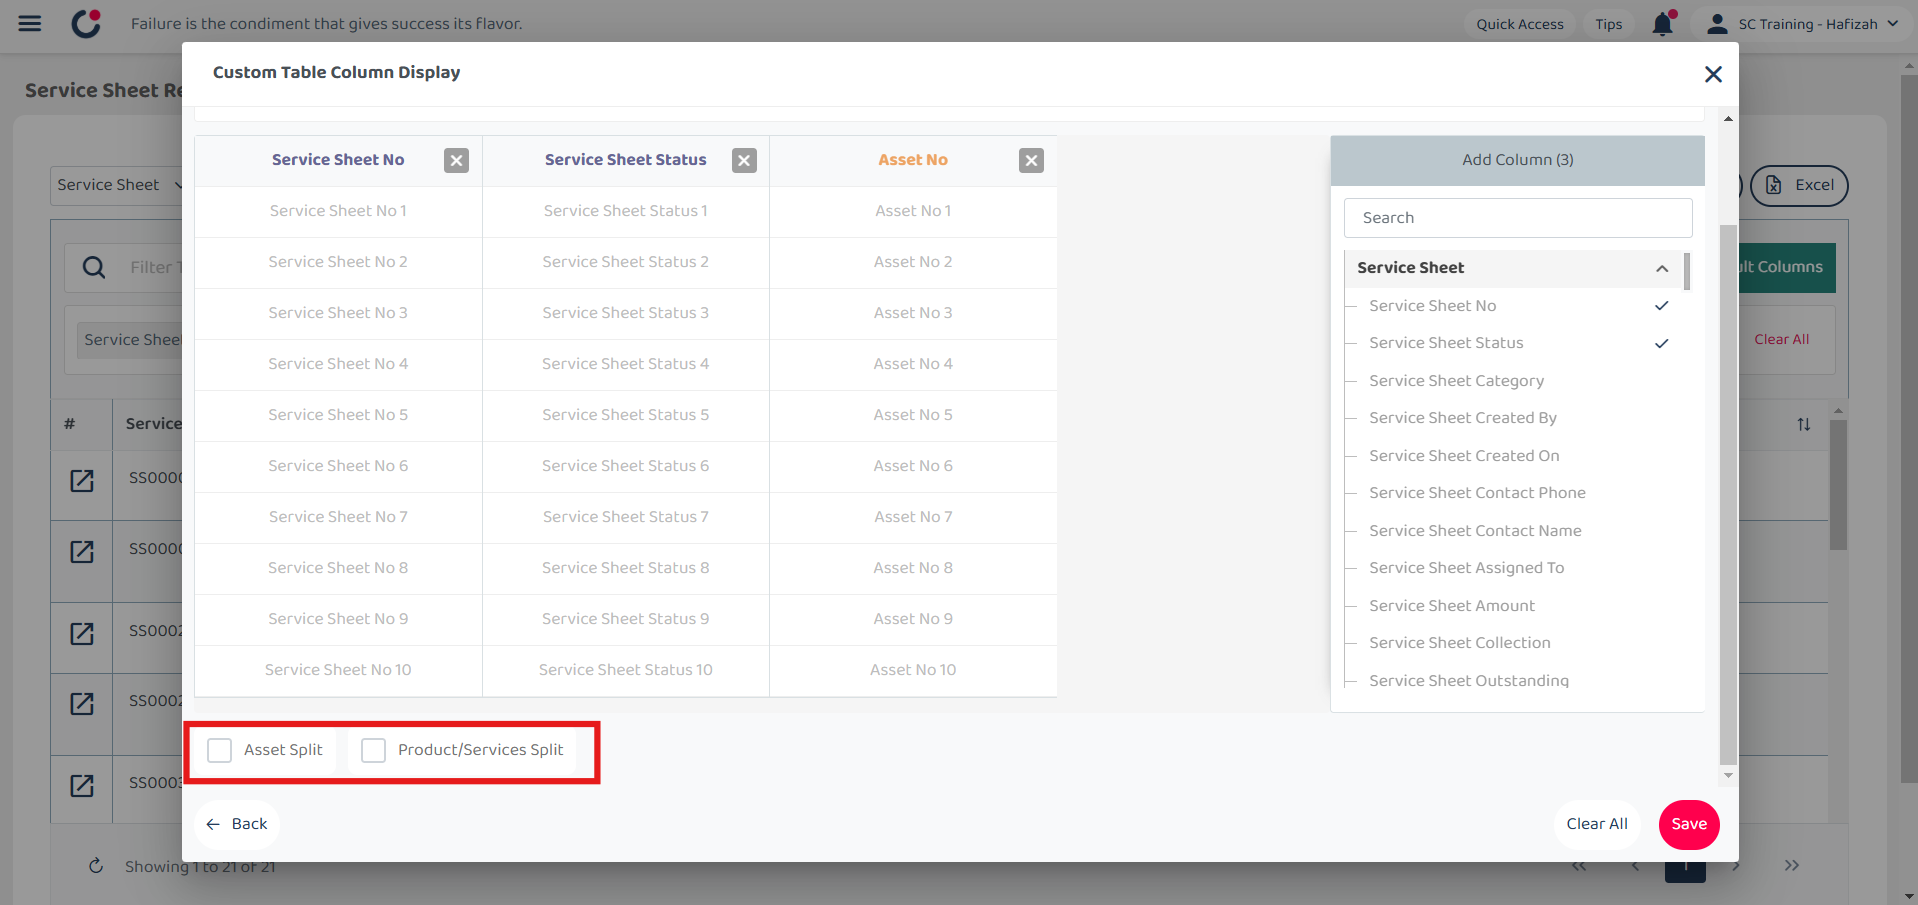 Failure is the condiment that gives success its flavor.
Quick Access
Tips
SC Training - Hafizah
Custom Table Column Display
Service Sheet Re
Service Sheet No
Service Sheet Status
Asset No
Add Column (3)
Service Sheet
Excel
Service Sheet No 1
Service Sheet Status 1
Asset No 1
Search
Service Sheet No 2
Service Sheet Status 2
Asset No 2
Filter T
Service Sheet
ult Columns
Service Sheet No 3
Service Sheet Status 3
Asset No 3
Service Sheet No
Service Sheet
Service Sheet Status
Clear All
Service Sheet No 4
Service Sheet Status 4
Asset No 4
Service Sheet Category
Service Sheet No 5
Service Sheet Status 5
Asset No 5
Service Sheet Created By
#
Service
Service Sheet No 6
Service Sheet Status 6
Asset No 6
Service Sheet Created On
SS000
Service Sheet Contact Phone
Service Sheet No 7
Service Sheet Status 7
Asset No 7
Service Sheet Contact Name
SS000
Service Sheet No 8
Service Sheet Status 8
Asset No 8
Service Sheet Assigned To
Service Sheet No 9
Service Sheet Status 9
Asset No 9
Service Sheet Amount
SS0002
Service Sheet Collection
Service Sheet No 10
Service Sheet Status 10
Asset No 10
Service Sheet Outstanding
SS0002
Asset Split
Product/Services Split
SS0003
Back
Clear All
Save
Showing 1 to 21 of 21
1